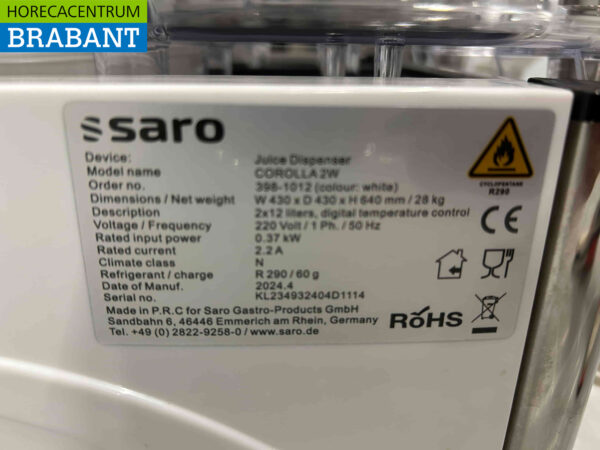 HORECACENTRUM
BRABANT
saro
Device: Juice Dispenser
Model name COROLLA 2W
Order no. 398-1012 (colour: white)
Dimensions / Net weight W 430 x D 430 x H 640 mm / 28 kg
Description 2x12 liters, digital temperature control
Voltage / Frequency 220 Volt / 1 Ph. / 50 Hz
Rated input power 0.37 kW
Rated current 2.2 A
Climate class N
Refrigerant / charge R 290 / 60 g
Date of Manuf. 2024.4
Serial no. KL234932404D1114
Made in P.R.C for Saro Gastro-Products GmbH
Sandbahn 6, 46446 Emmerich am Rhein, Germany
Tel. +49 (0) 2822-9258-0 / www.saro.de
CYCLOPENTANE
R290
CE
RoHS